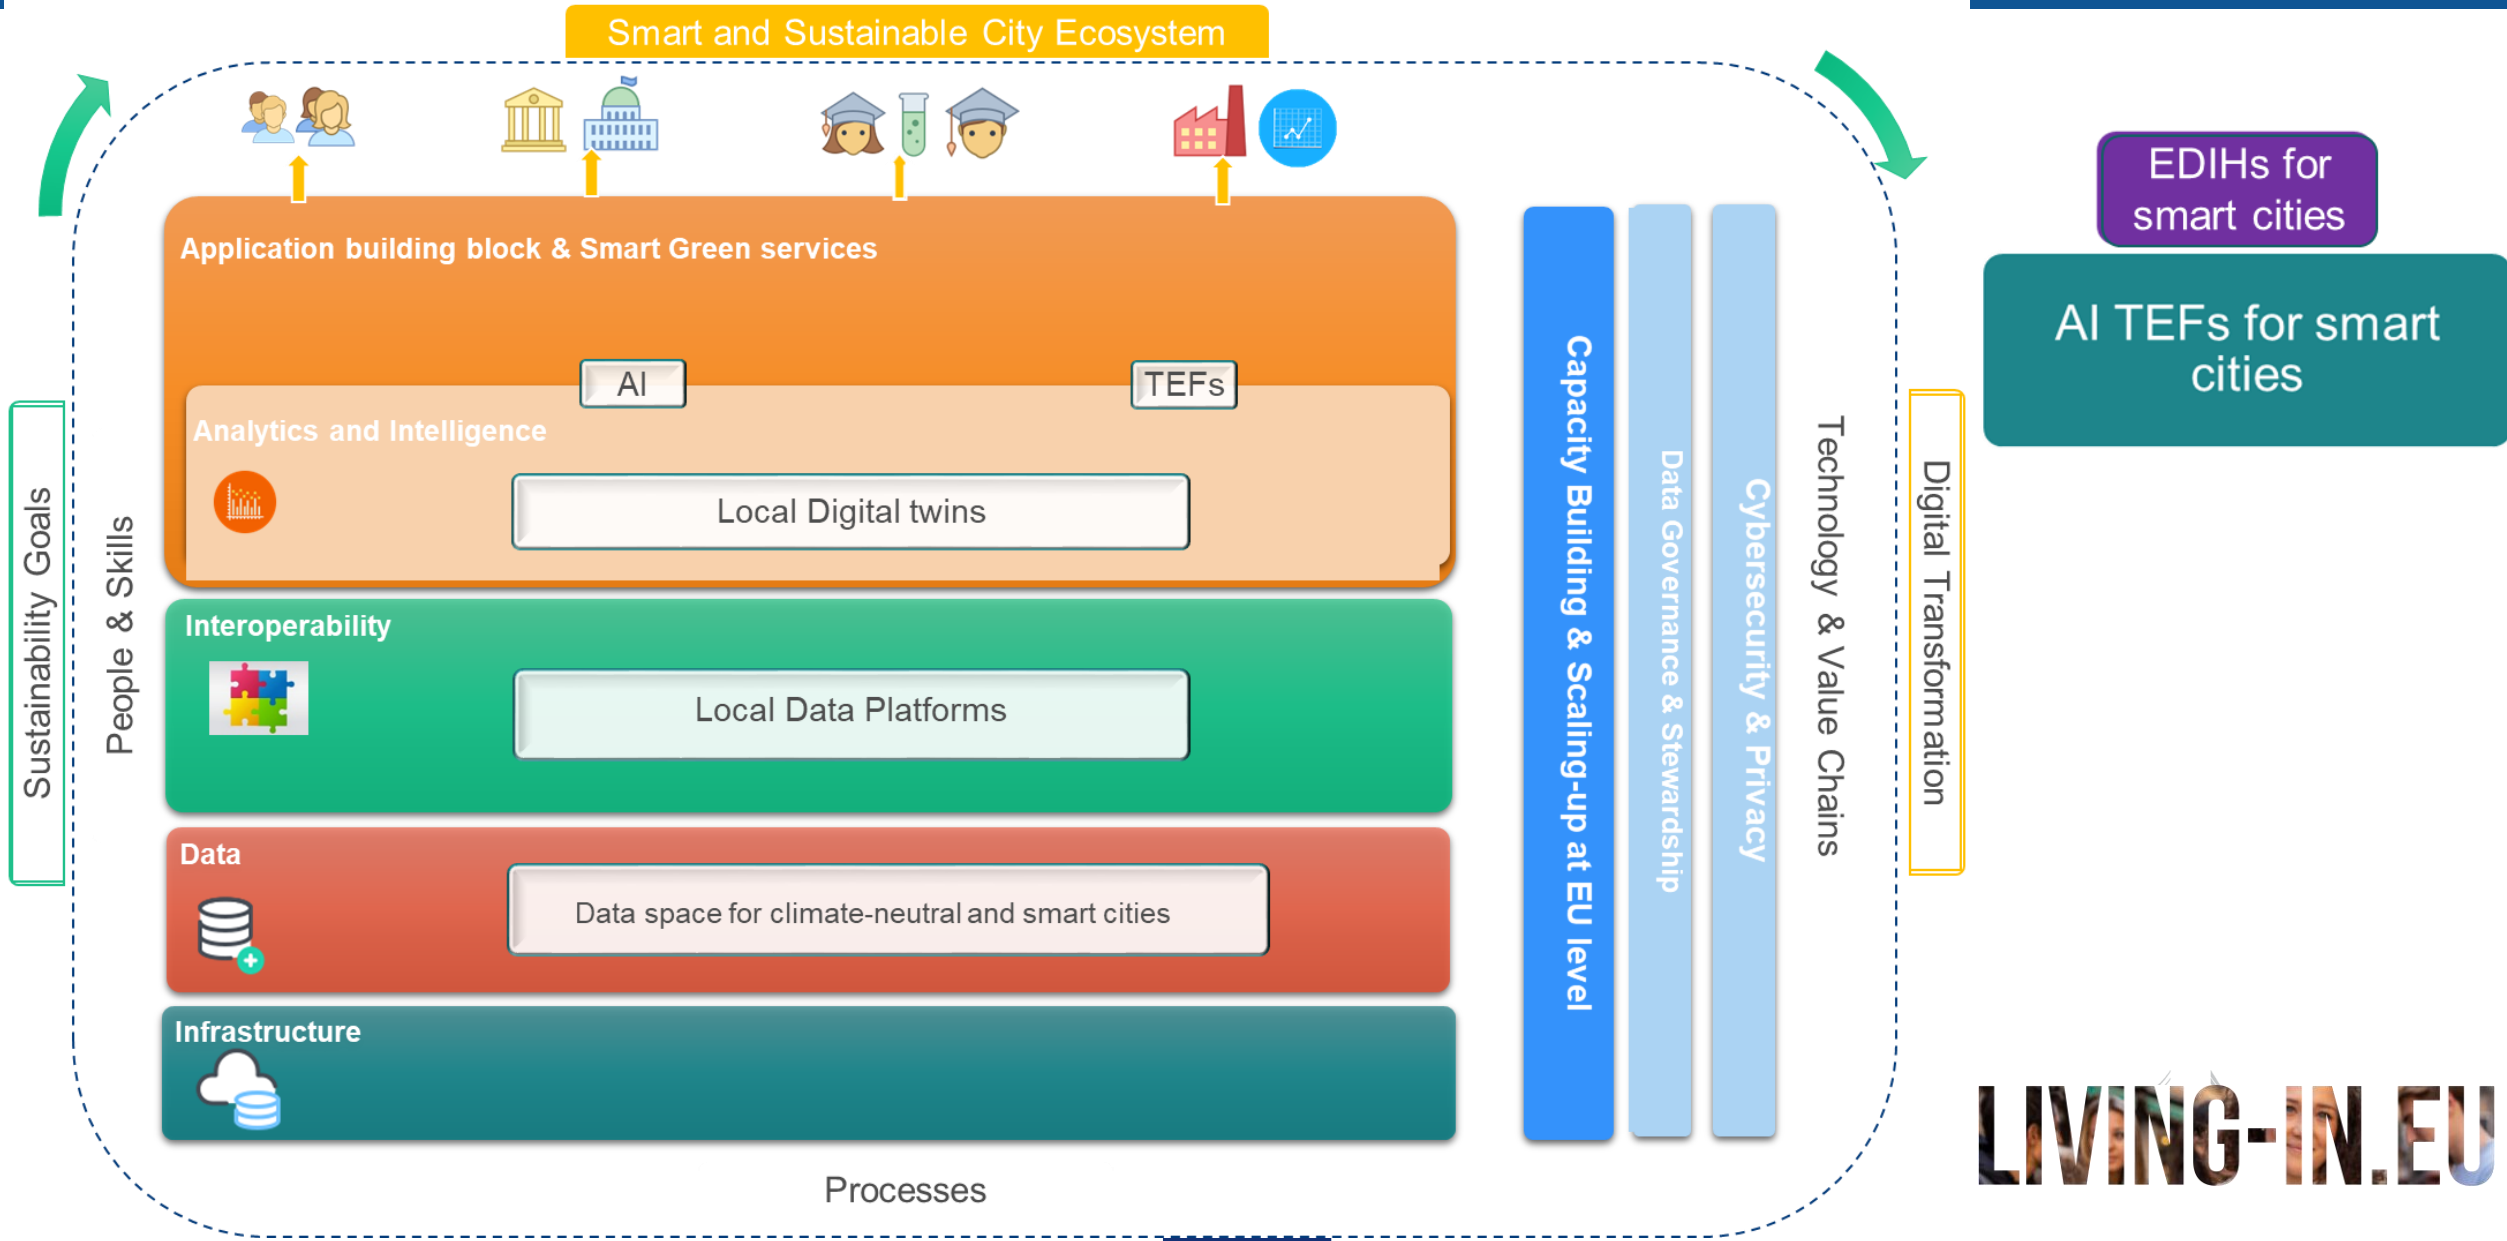 Smart and Sustainable City Ecosystem
EDIHs for
smart cities
AI TEFs for smart
cities
Application building block & Smart Green services
AI
TEFs
Analytics and Intelligence
Local Digital twins
Interoperability
Local Data Platforms
Data
Data space for climate-neutral and smart cities
Infrastructure
Sustainability Goals
People & Skills
Capacity Building & Scaling-up at EU level
Data Governance & Stewardship
Cybersecurity & Privacy
Technology & Value Chains
Digital Transformation
Processes
LIVING-IN.EU